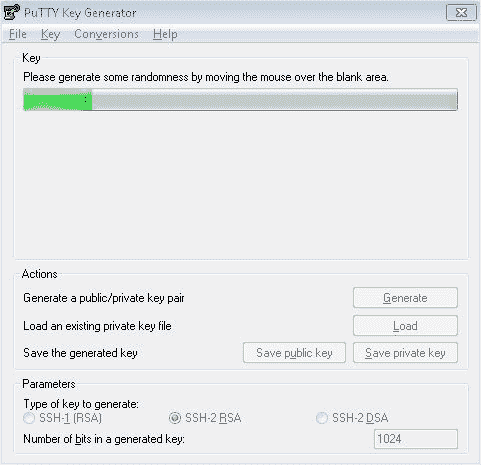 PuTTY Key Generator
File Key Conversions Help
Key
Please generate some randomness by moving the mouse over the blank area.
Actions
Generate a public/private key pair
Generate
Load an existing private key file
Load
Save the generated key
Save public key
Save private key
Parameters
Type of key to generate:
SSH-1 (RSA)
SSH-2 RSA
SSH-2 DSA
Number of bits in a generated key:
1024